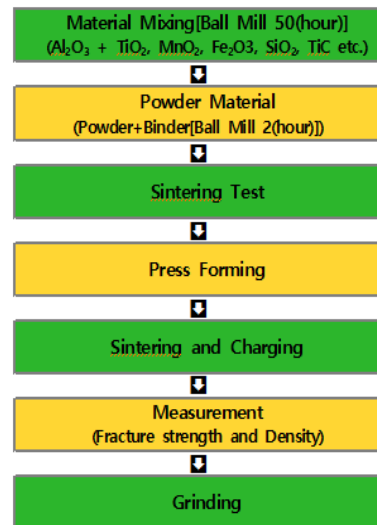 Material Mixing[Ball Mill 50(hour)]
(Al₂O₃ + TiO₂, MnO₂, Fe₂O3, SiO₂, TiC etc.)
Powder Material
(Powder+Binder[Ball Mill 2(hour)])
Sintering Test
Press Forming
Sintering and Charging
Measurement
(Fracture strength and Density)
Grinding